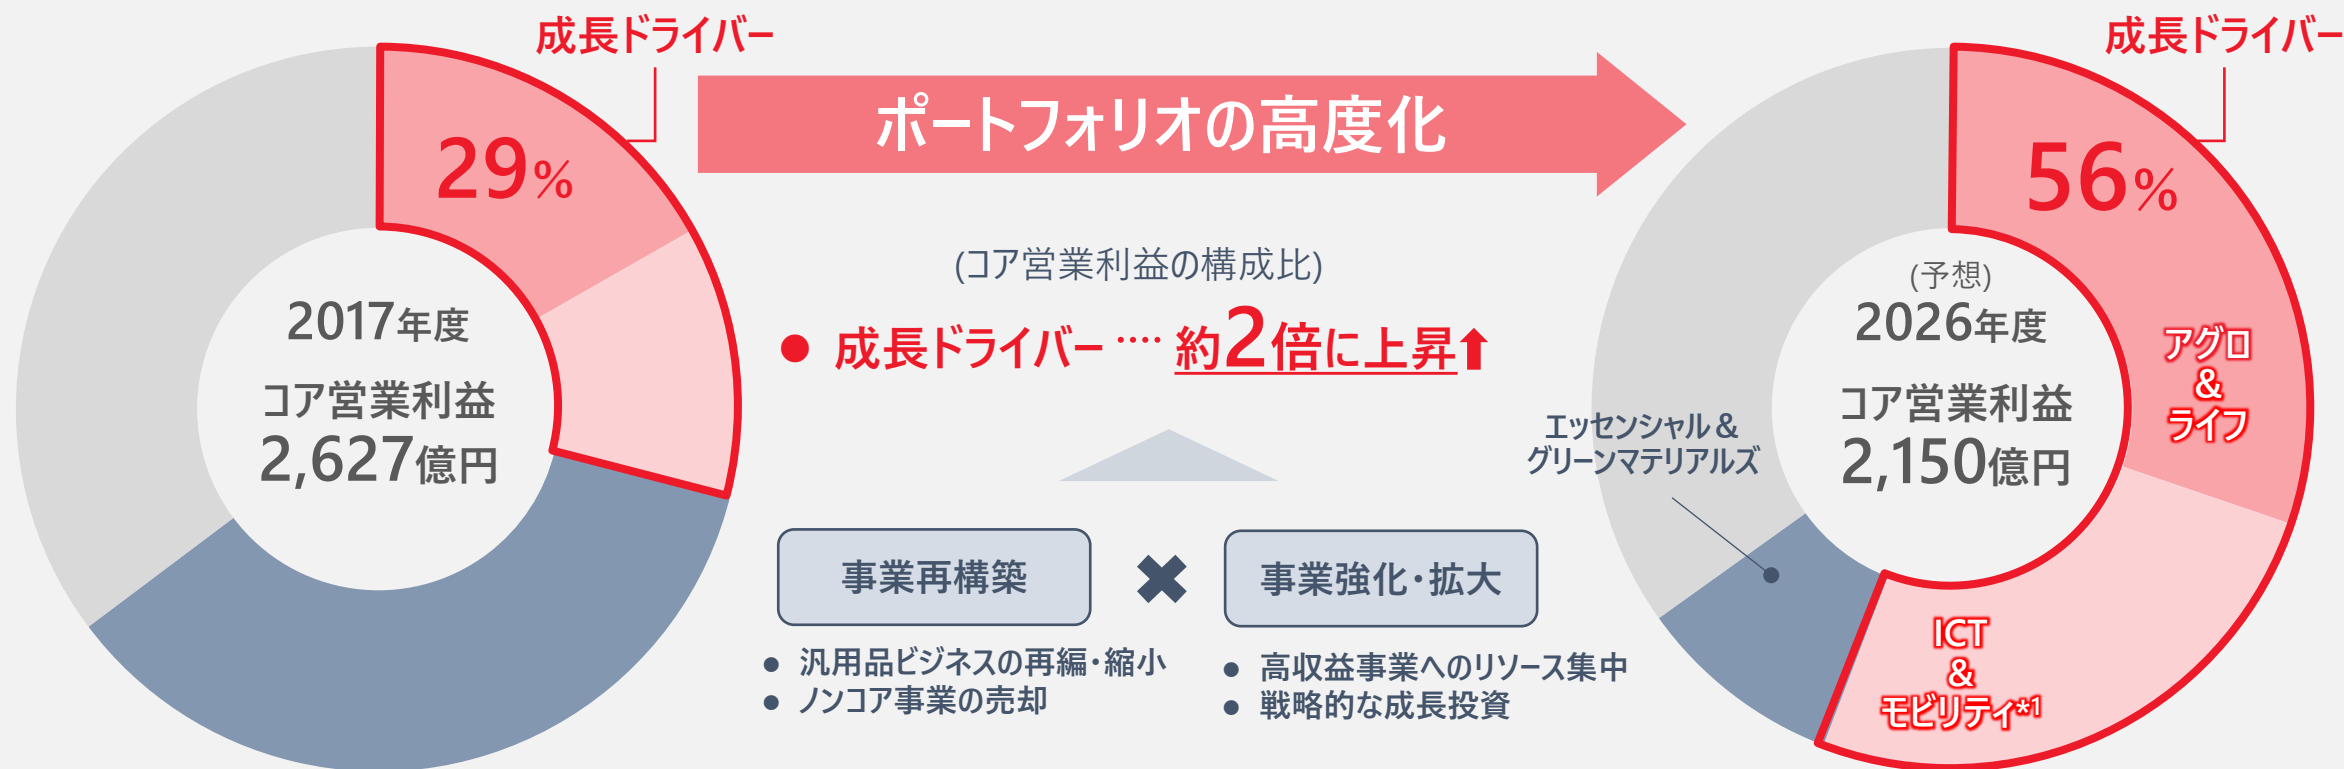 成長ドライバー
29%
2017年度
コア営業利益
2,627億円
ポートフォリオの高度化
(コア営業利益の構成比)
● 成長ドライバー ···· 約2倍に上昇⬆
事業再構築
✖
事業強化・拡大
● 汎用品ビジネスの再編・縮小
● ノンコア事業の売却
● 高収益事業へのリソース集中
● 戦略的な成長投資
成長ドライバー
56%
(予想)
2026年度
コア営業利益
2,150億円
アグロ
&
ライフ
エッセンシャル&
グリーンマテリアルズ
ICT
&
モビリティ*1